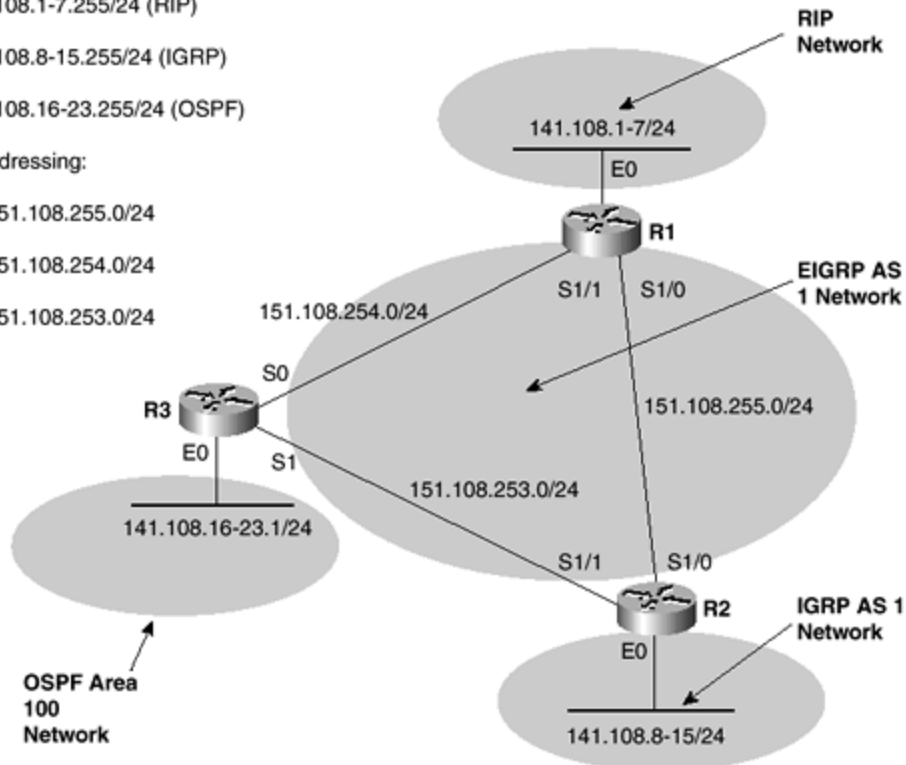 108.1-7.255/24 (RIP)
108.8-15.255/24 (IGRP)
108.16-23.255/24 (OSPF)
dressing:
51.108.255.0/24
51.108.254.0/24
51.108.253.0/24
RIP
Network
141.108.1-7/24
E0
R1
S1/1
S1/0
EIGRP AS
1 Network
151.108.254.0/24
S0
R3
151.108.255.0/24
E0
S1
151.108.253.0/24
141.108.16-23.1/24
S1/1
S1/0
R2
IGRP AS 1
Network
E0
OSPF Area
100
Network
141.108.8-15/24